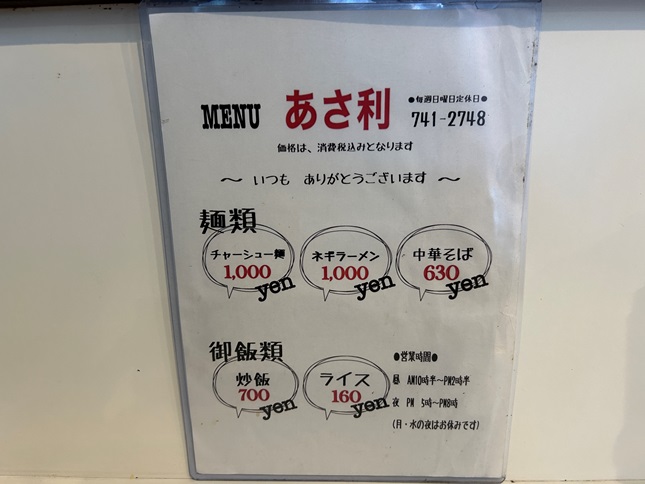 MENU あさ利
●毎週日曜日定休日●
741-2748
価格は、消費税込みとなります
～ いつも ありがとうございます ～
麺類
チャーシュー麺
1,000
yen
ネギラーメン
1,000
yen
中華そば
630
yen
御飯類
炒飯
700
yen
ライス
160
yen
●営業時間●
昼 AM10時半～PM2時半
夜 PM 5時～PM8時
(月・水の夜はお休みです)